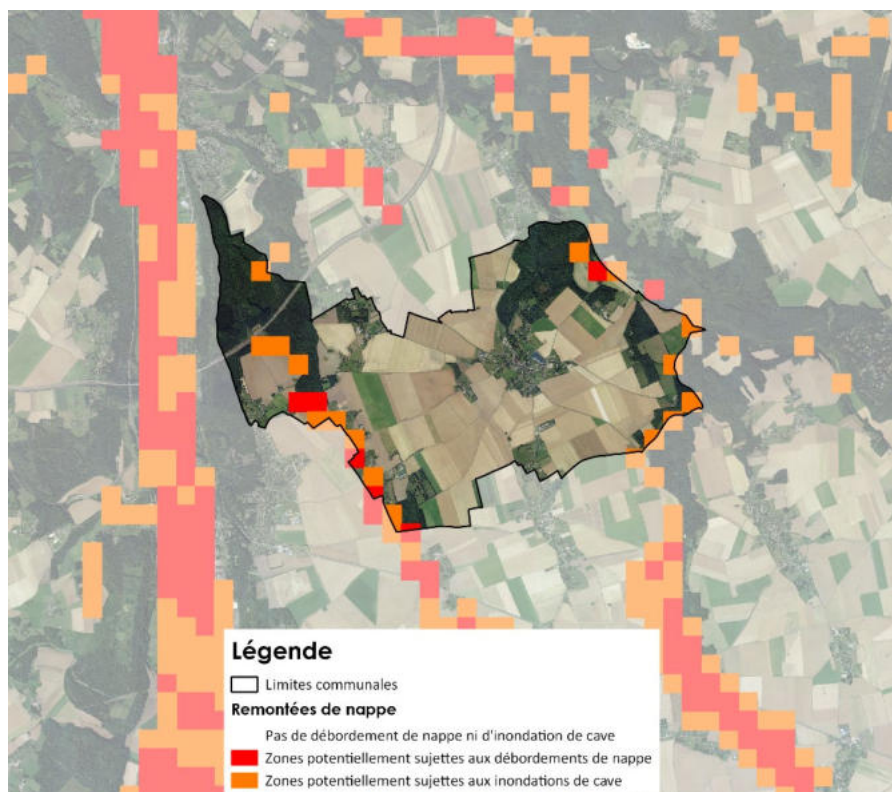 Légende
Limites communales
Remontées de nappe
Pas de débordement de nappe ni d'inondation de cave
Zones potentiellement sujettes aux débordements de nappe
Zones potentiellement sujettes aux inondations de cave